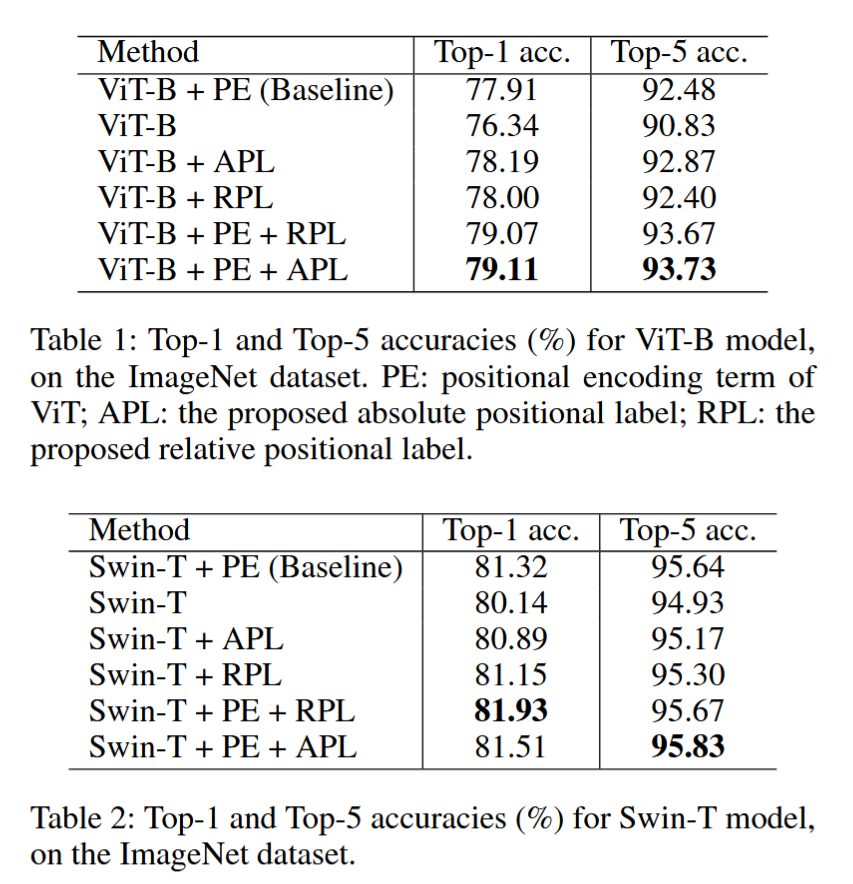 Method Top-1 acc. Top-5 acc.
ViT-B + PE (Baseline) 77.91 92.48
ViT-B 76.34 90.83
ViT-B + APL 78.19 92.87
ViT-B + RPL 78.00 92.40
ViT-B + PE + RPL 79.07 93.67
ViT-B + PE + APL 79.11 93.73
Table 1: Top-1 and Top-5 accuracies (%) for ViT-B model,
on the ImageNet dataset. PE: positional encoding term of
ViT; APL: the proposed absolute positional label; RPL: the
proposed relative positional label.
Method Top-1 acc. Top-5 acc.
Swin-T + PE (Baseline) 81.32 95.64
Swin-T 80.14 94.93
Swin-T + APL 80.89 95.17
Swin-T + RPL 81.15 95.30
Swin-T + PE + RPL 81.93 95.67
Swin-T + PE + APL 81.51 95.83
Table 2: Top-1 and Top-5 accuracies (%) for Swin-T model,
on the ImageNet dataset.